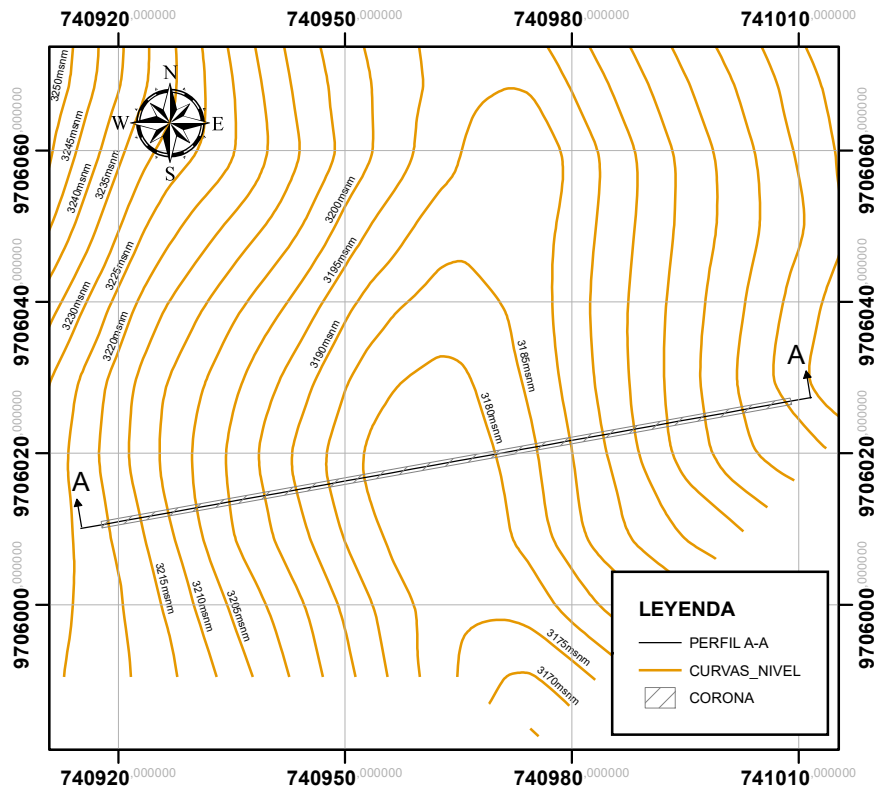 740920.000000 740950.000000 740980.000000 741010.000000
9706060.000000
9706040.000000
9706020.000000
9706000.000000
N
W E
S
3250msnm
3245msnm
3240msnm
3235msnm
3230msnm
3225msnm
3220msnm
3200msnm
3195msnm
3190msnm
3185msnm
3180msnm
A
A
3215msnm
3210msnm
3205msnm
3175msnm
3170msnm
LEYENDA
PERFIL A-A
CURVAS_NIVEL
CORONA
9706060.000000
9706040.000000
9706020.000000
9706000.000000
740920.000000 740950.000000 740980.000000 741010.000000